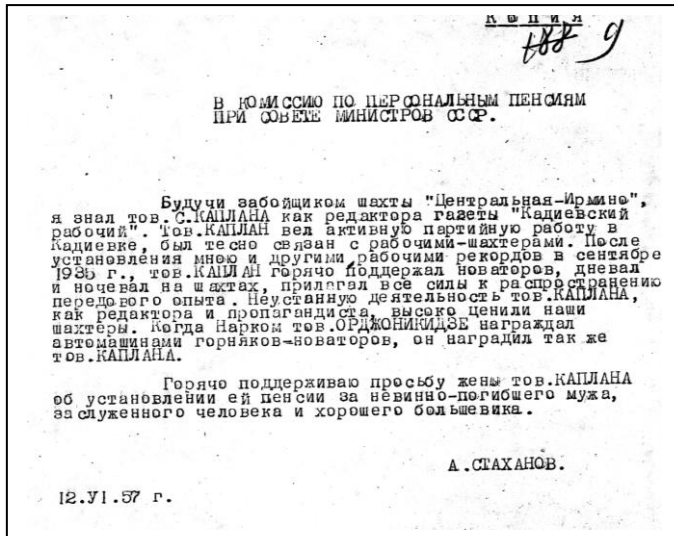 КОПИЯ
188 9
В КОМИССИЮ ПО ПЕРСОНАЛЬНЫМ ПЕНСИЯМ
ПРИ СОВЕТЕ МИНИСТРОВ СССР.
Будучи забойщиком шахты "Центральная-Ирмино",
я знал тов.С.КАПЛАНА как редактора газеты "Кадиевский
рабочий". Тов.КАПЛАН вел активную партийную работу в
Кадиевке, был тесно связан с рабочими-шахтерами. После
установления мною и другими рабочими рекордов в сентябре
1935 г., тов.КАПЛАН горячо поддержал новаторов, дневал
и ночевал на шахтах, прилагал все силы к распространению
передового опыта. Неустанную деятельность тов.КАПЛАНА,
как редактора и пропагандиста, высоко ценили наши
шахтеры. Когда Нарком тов.ОРДЖОНИКИДЗЕ награждал
автомашинами горняков-новаторов, он наградил так же
тов.КАПЛАНА.
Горячо поддерживаю просьбу жены тов.КАПЛАНА
об установлении ей пенсии за невинно-погибшего мужа,
заслуженного человека и хорошего большевика.
А.СТАХАНОВ.
12.УІ.57 г.